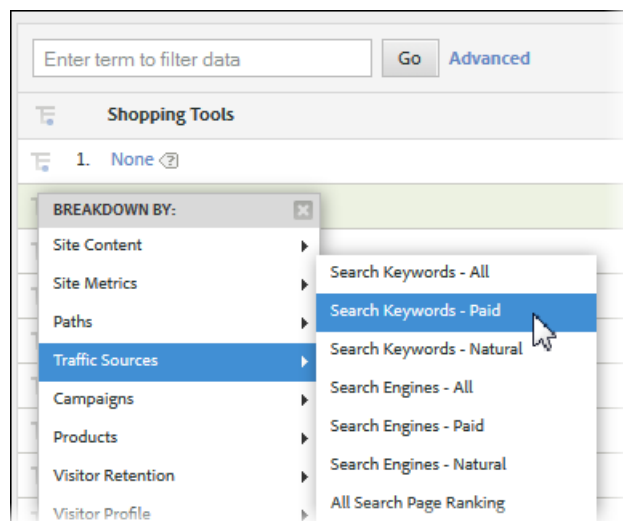 Enter term to filter data Go Advanced
Shopping Tools
1. None ?
BREAKDOWN BY:
Site Content
Site Metrics
Paths
Traffic Sources
Campaigns
Products
Visitor Retention
Visitor Profile
Search Keywords - All
Search Keywords - Paid
Search Keywords - Natural
Search Engines - All
Search Engines - Paid
Search Engines - Natural
All Search Page Ranking